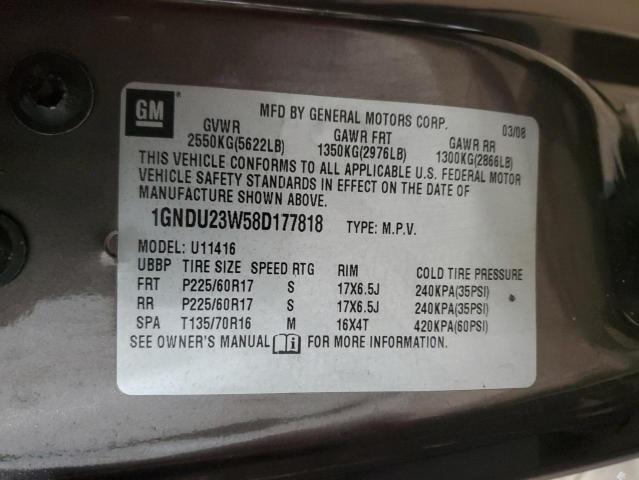 GM
MFD BY GENERAL MOTORS CORP. 03/08
GVWR GAWR FRT GAWR RR
2550KG(5622LB) 1350KG(2976LB) 1300KG(2866LB)
THIS VEHICLE CONFORMS TO ALL APPLICABLE U.S. FEDERAL MOTOR
VEHICLE SAFETY STANDARDS IN EFFECT ON THE DATE OF
MANUFACTURE SHOWN ABOVE.
1GNDU23W58D177818 TYPE: M.P.V.
MODEL: U11416
UBBP TIRE SIZE SPEED RTG RIM COLD TIRE PRESSURE
FRT P225/60R17 S 17X6.5J 240KPA(35PSI)
RR P225/60R17 S 17X6.5J 240KPA(35PSI)
SPA T135/70R16 M 16X4T 420KPA(60PSI)
SEE OWNER'S MANUAL FOR MORE INFORMATION.